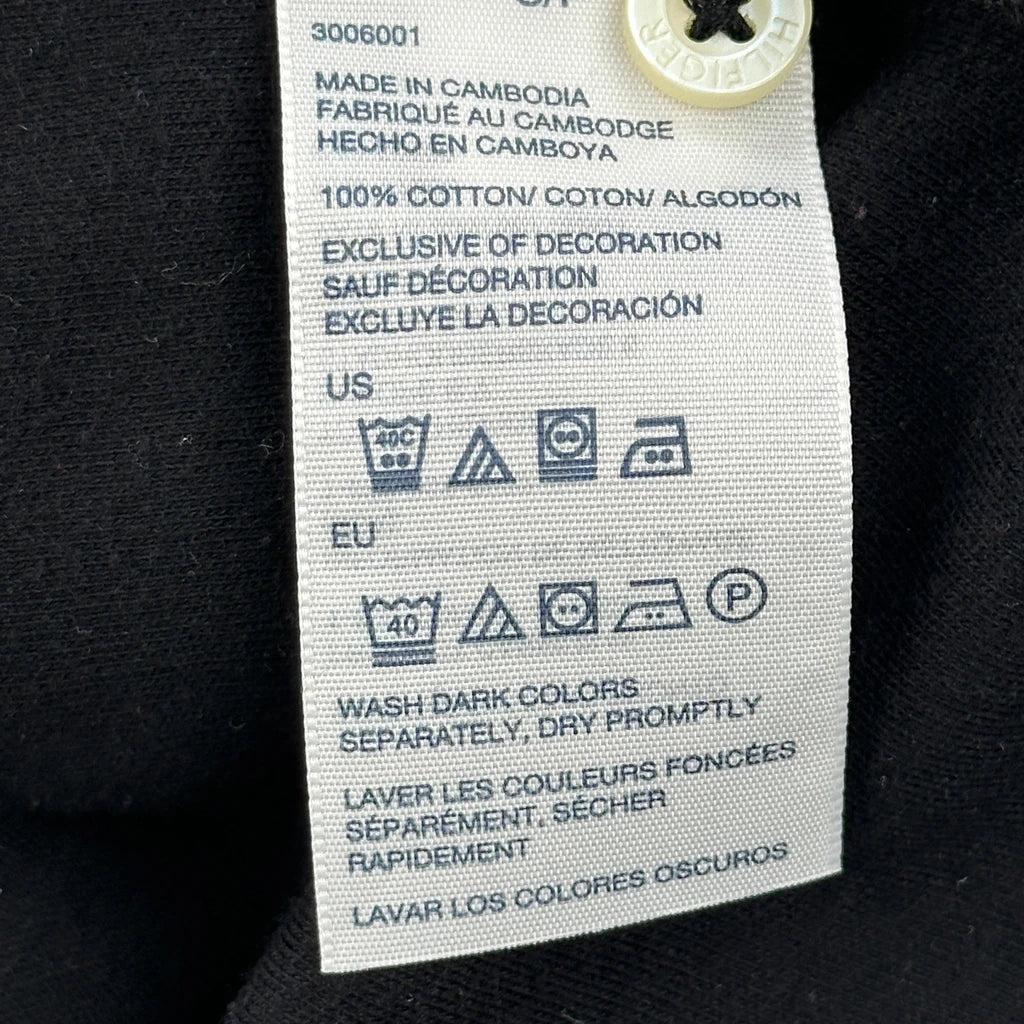 3006001
HILFIGER
MADE IN CAMBODIA
FABRIQUÉ AU CAMBODGE
HECHO EN CAMBOYA
100% COTTON/ COTON/ ALGODÓN
EXCLUSIVE OF DECORATION
SAUF DÉCORATION
EXCLUYE LA DECORACIÓN
US
40C
EU
40 P
WASH DARK COLORS
SEPARATELY, DRY PROMPTLY
LAVER LES COULEURS FONCÉES
SÉPARÉMENT, SÉCHER
RAPIDEMENT
LAVAR LOS COLORES OSCUROS